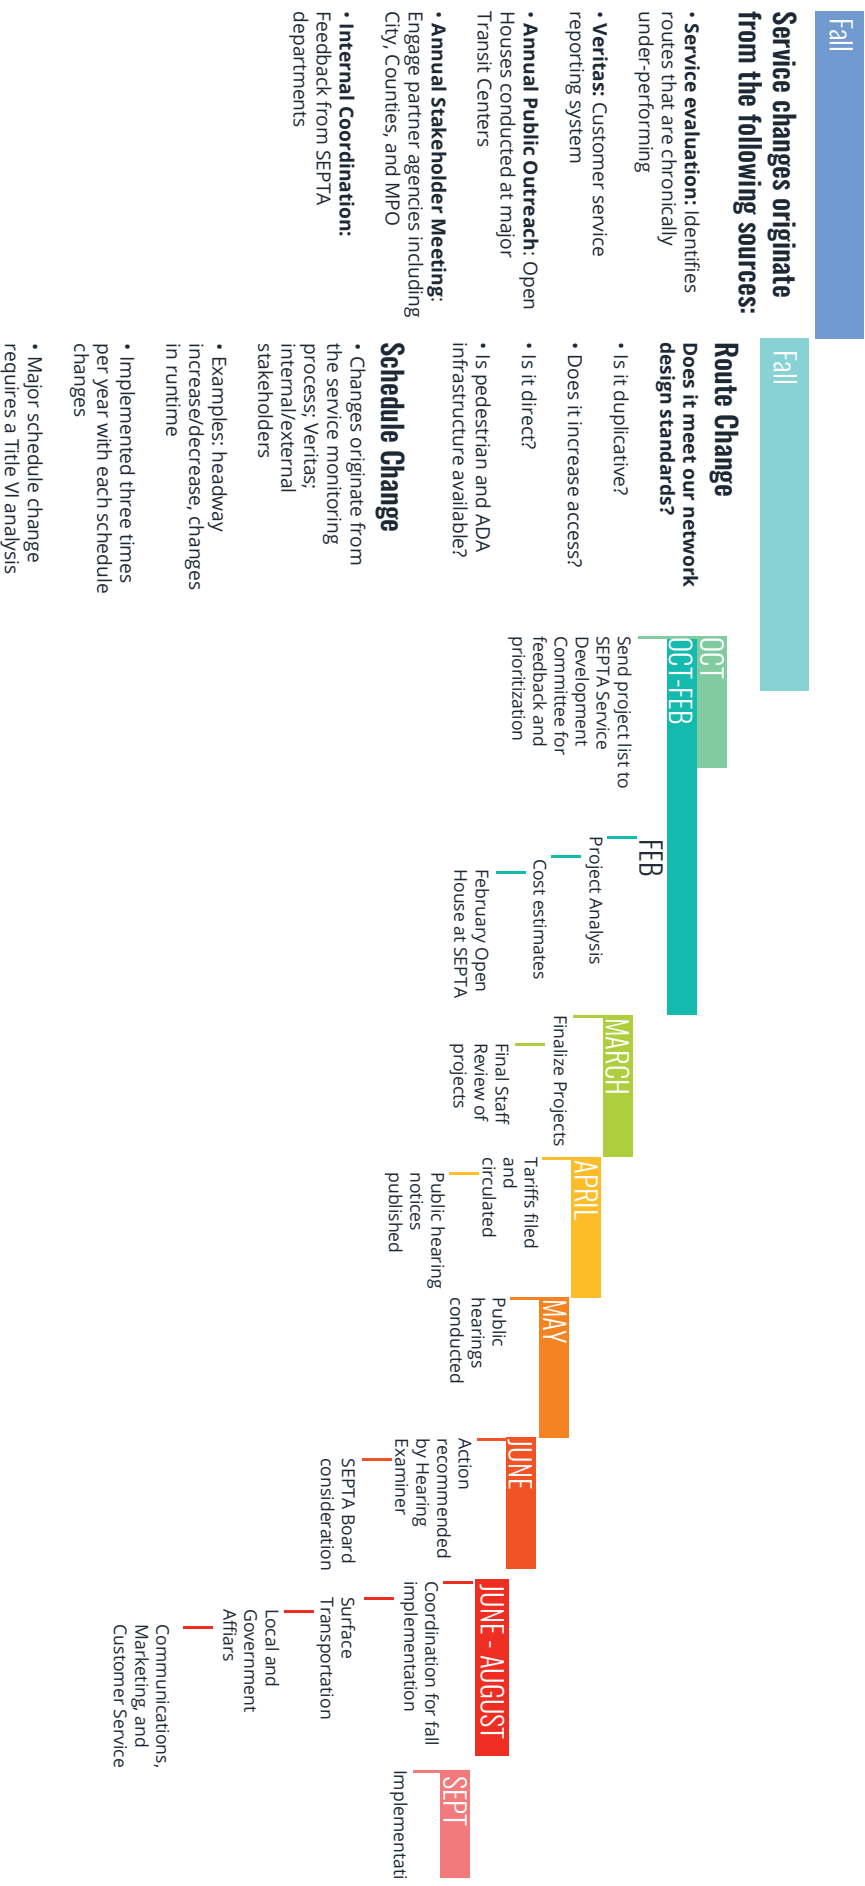 Fall
Service changes originate
from the following sources:
• Service evaluation: Identifies
routes that are chronically
under-performing
• Veritas: Customer service
reporting system
• Annual Public Outreach: Open
Houses conducted at major
Transit Centers
• Annual Stakeholder Meeting:
Engage partner agencies including
City, Counties, and MPO
• Internal Coordination:
Feedback from SEPTA
departments
Fall
Route Change
Does it meet our network
design standards?
• Is it duplicative?
• Does it increase access?
• Is it direct?
• Is pedestrian and ADA
infrastructure available?
Schedule Change
• Changes originate from
the service monitoring
process; Veritas;
internal/external
stakeholders
• Examples: headway
increase/decrease, changes
in runtime
• Implemented three times
per year with each schedule
changes
• Major schedule change
requires a Title VI analysis
OCT
OCT-FEB
Send project list to
SEPTA Service
Development
Committee for
feedback and
prioritization
FEB
Project Analysis
Cost estimates
February Open
House at SEPTA
MARCH
Finalize Projects
Final Staff
Review of
projects
APRIL
Tariffs filed
and
circulated
Public hearing
notices
published
MAY
Public
hearings
conducted
JUNE
Action
recommended
by Hearing
Examiner
SEPTA Board
consideration
JUNE - AUGUST
Coordination for fall
implementation
Surface
Transportation
Local and
Government
Affiars
Communications,
Marketing, and
Customer Service
SEPT
Implementati